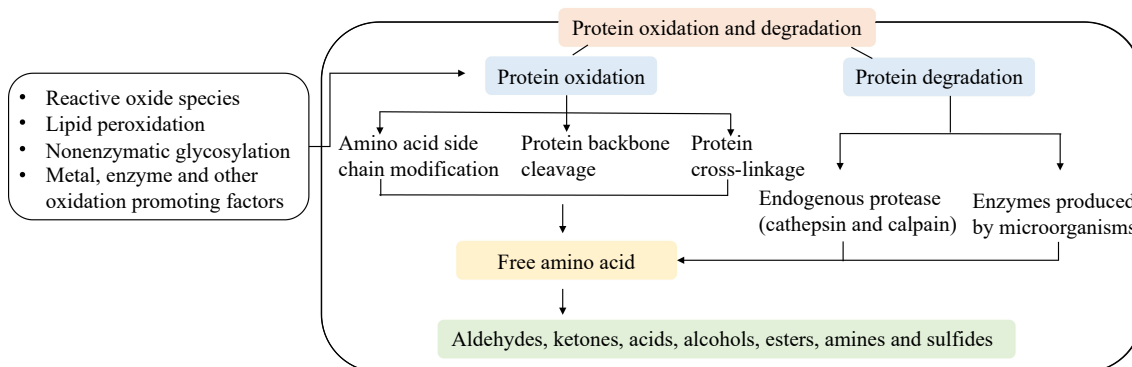 Protein oxidation and degradation
Protein oxidation
Protein degradation
• Reactive oxide species
• Lipid peroxidation
• Nonenzymatic glycosylation
• Metal, enzyme and other
oxidation promoting factors
Amino acid side
chain modification
Protein backbone
cleavage
Protein
cross-linkage
Endogenous protease
(cathepsin and calpain)
Enzymes produced
by microorganisms
Free amino acid
Aldehydes, ketones, acids, alcohols, esters, amines and sulfides